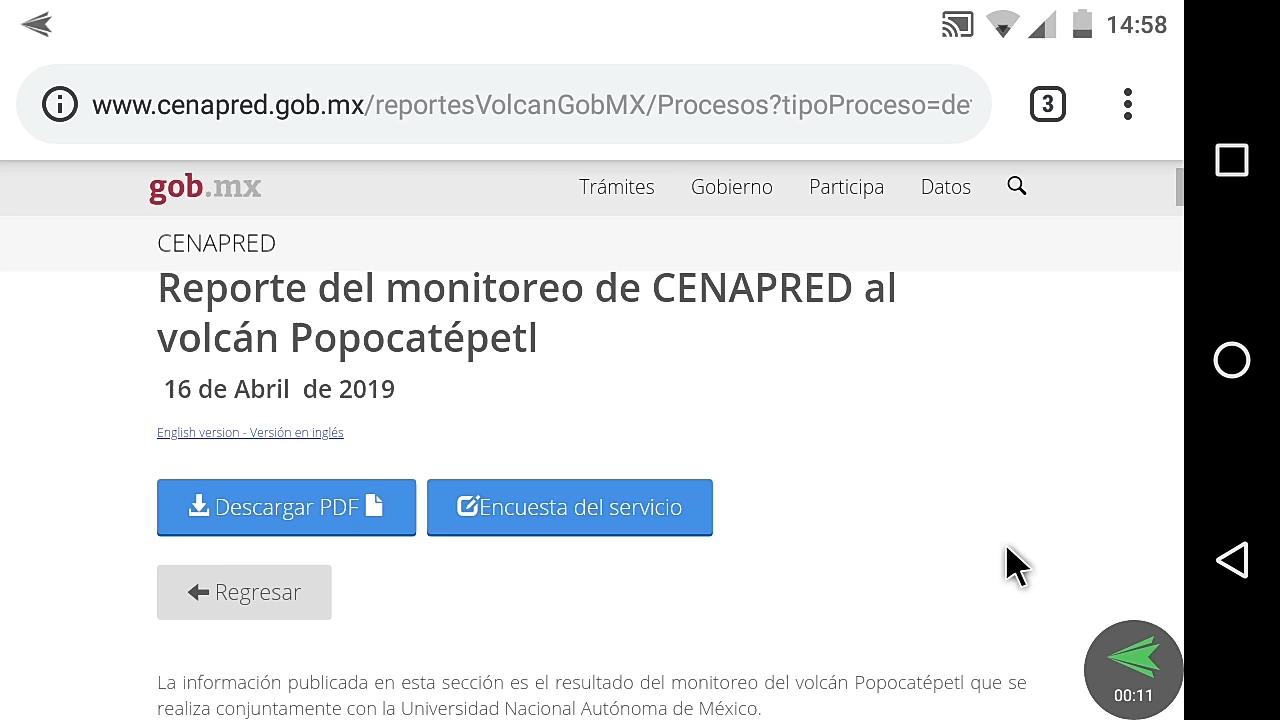 14:58
www.cenapred.gob.mx/reportesVolcanGobMX/Procesos?tipoProceso=de
3
gob.mx
Trámites Gobierno Participa Datos
CENAPRED
Reporte del monitoreo de CENAPRED al
volcán Popocatépetl
16 de Abril de 2019
English version - Versión en inglés
Descargar PDF
Encuesta del servicio
Regresar
La información publicada en esta sección es el resultado del monitoreo del volcán Popocatépetl que se
realiza conjuntamente con la Universidad Nacional Autónoma de México.
00:11